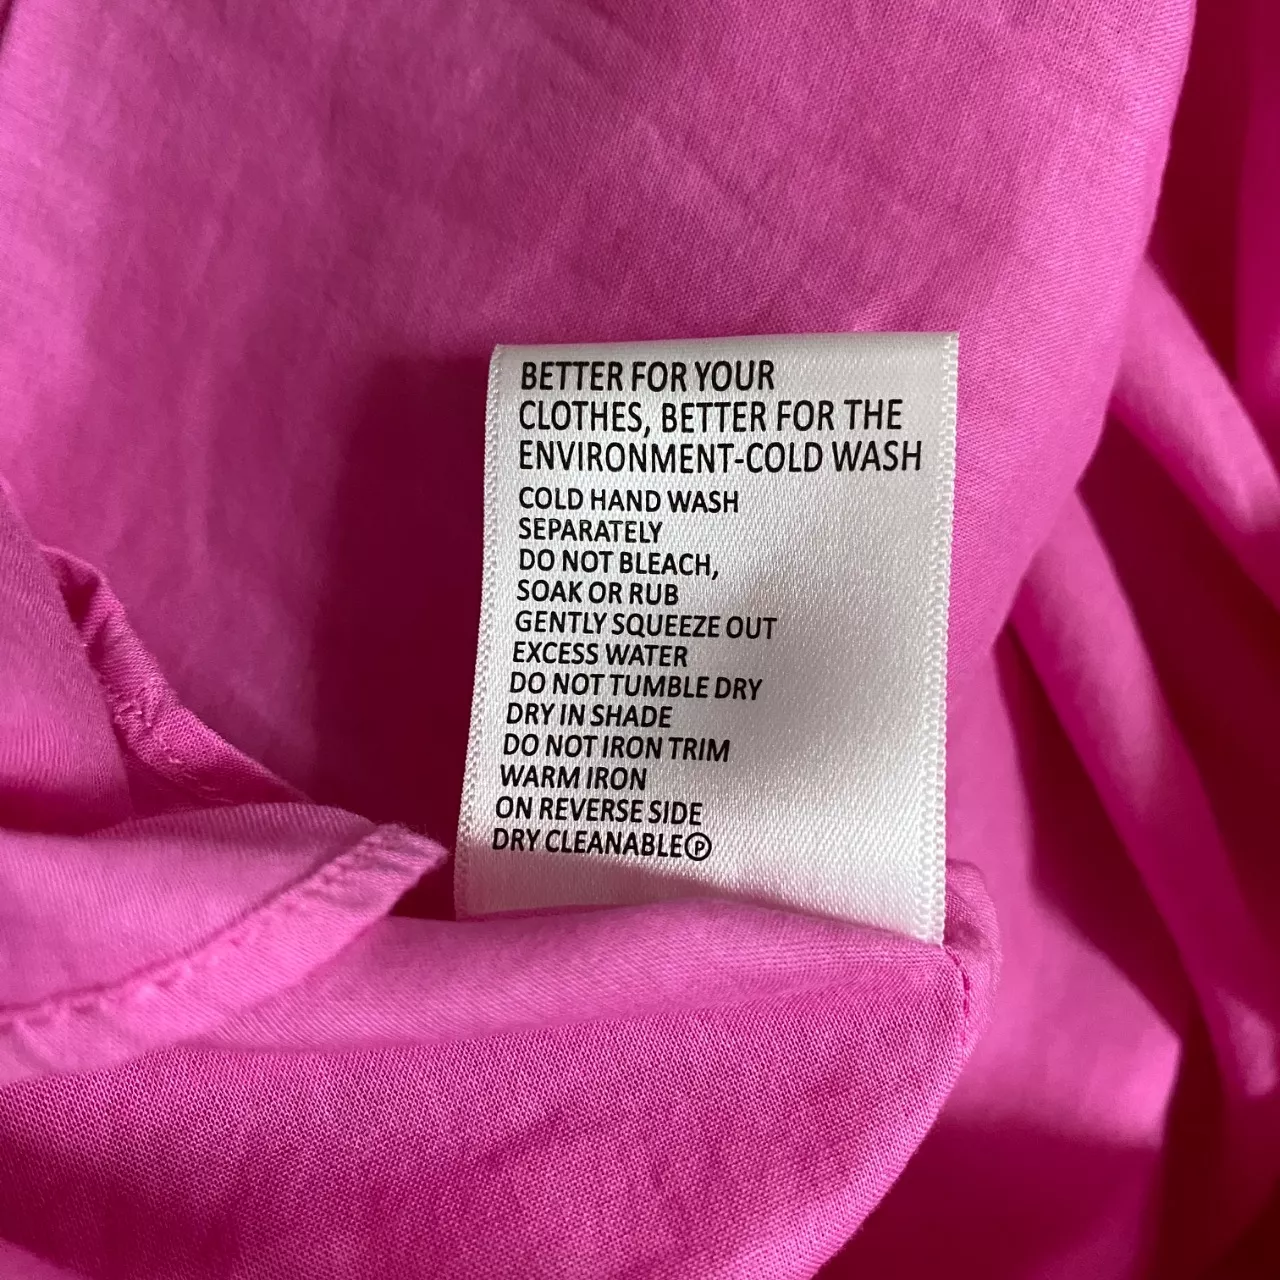 BETTER FOR YOUR
CLOTHES, BETTER FOR THE
ENVIRONMENT-COLD WASH
COLD HAND WASH
SEPARATELY
DO NOT BLEACH,
SOAK OR RUB
GENTLY SQUEEZE OUT
EXCESS WATER
DO NOT TUMBLE DRY
DRY IN SHADE
DO NOT IRON TRIM
WARM IRON
ON REVERSE SIDE
DRY CLEANABLE Ⓟ